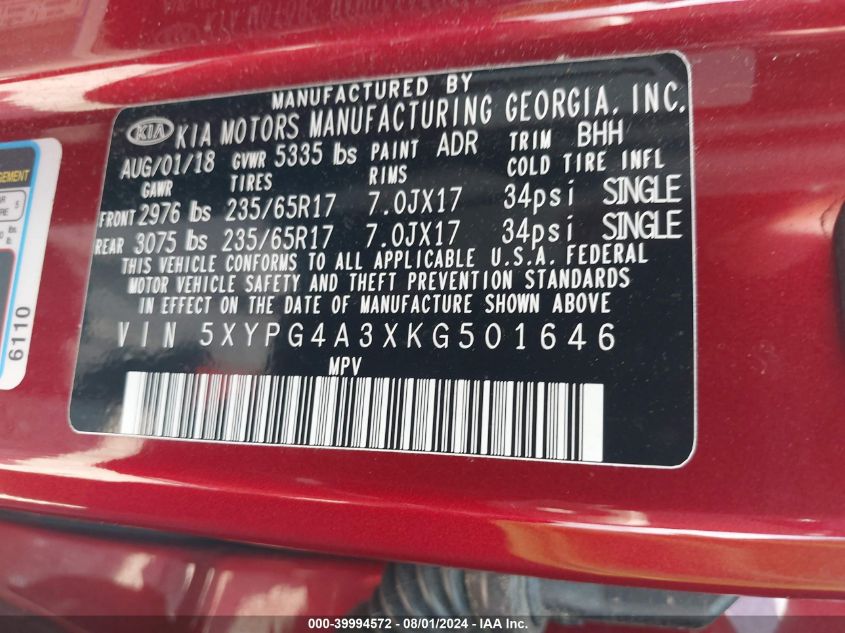 MANUFACTURED BY
KIA KIA MOTORS MANUFACTURING GEORGIA, INC.
AUG/01/18 GVWR 5335 lbs PAINT ADR TRIM BHH
GAWR TIRES RIMS COLD TIRE INFL
FRONT 2976 lbs 235/65R17 7.0JX17 34psi SINGLE
REAR 3075 lbs 235/65R17 7.0JX17 34psi SINGLE
THIS VEHICLE CONFORMS TO ALL APPLICABLE U.S.A. FEDERAL
MOTOR VEHICLE SAFETY AND THEFT PREVENTION STANDARDS
IN EFFECT ON THE DATE OF MANUFACTURE SHOWN ABOVE
VIN 5XYPG4A3XKG501646
MPV
6110
000-39994572 - 08/01/2024 - IAA Inc.